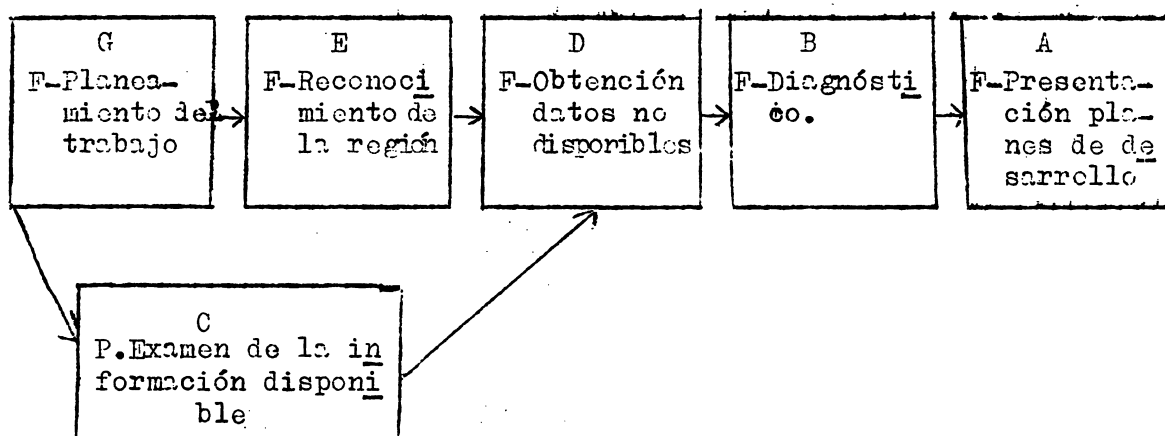 G
F-Planea-
miento del
trabajo
E
F-Reconoci
miento de
la región
D
F-Obtención
datos no
disponibles
B
F-Diagnósti
co.
A
F-Presenta-
ción pla-
nes de de
sarrollo
C
P.Examen de la in
formación disponi
ble